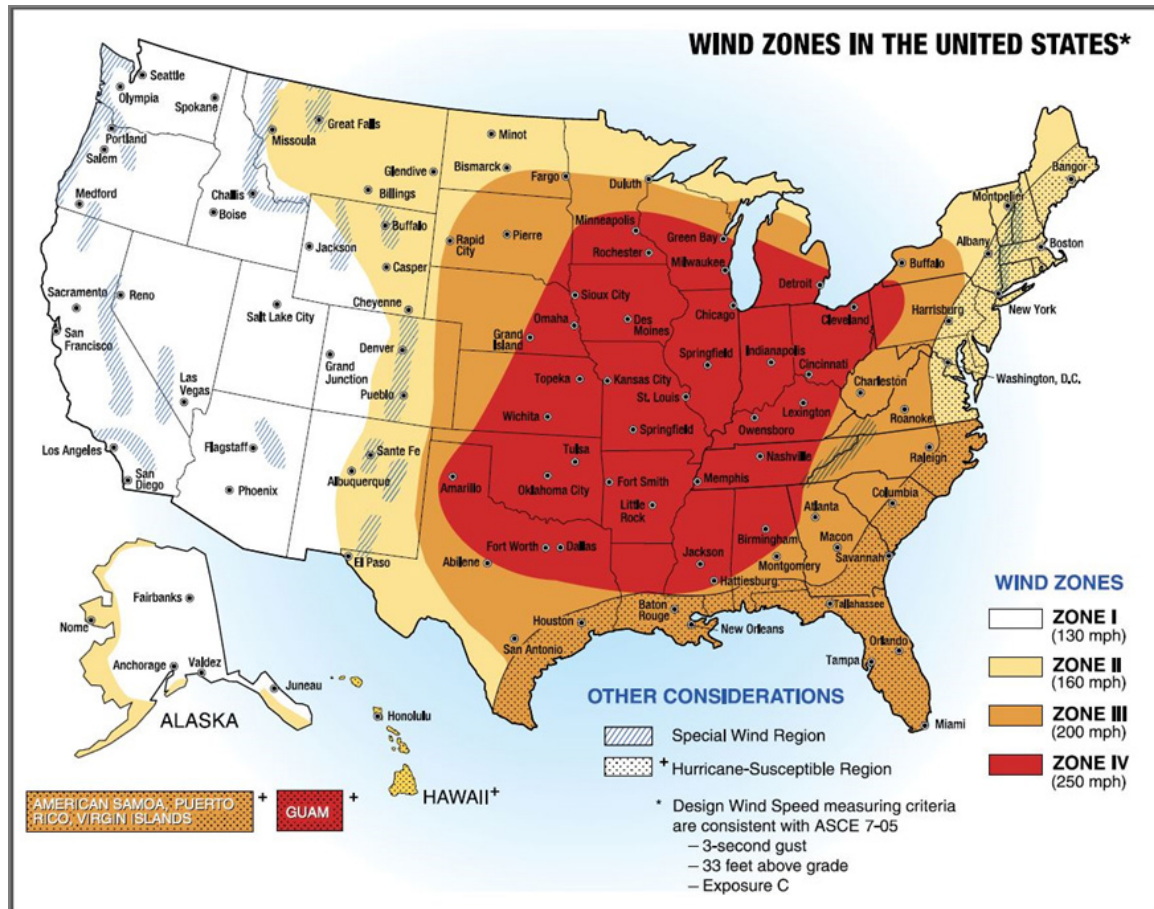 WIND ZONES IN THE UNITED STATES*
Seattle
Olympia
Spokane
Portland
Salem
Medford
Missoula
Great Falls
Glendive
Billings
Challis
Boise
Jackson
Buffalo
Casper
Cheyenne
Minot
Bismarck
Fargo
Duluth
Rapid
City
Pierre
Minneapolis
Rochester
Green Bay
Milwaukee
Detroit
Buffalo
Albany
Montpelier
Bangor
Boston
New York
Harrisburg
Cleveland
Washington, D.C.
Sacramento
San
Francisco
Reno
Salt Lake City
Las
Vegas
Los Angeles
San
Diego
Flagstaff
Phoenix
Grand
Junction
Denver
Pueblo
Sante Fe
Albuquerque
El Paso
Sioux City
Omaha
Grand
Island
Des
Moines
Chicago
Springfield
Indianapolis
Cincinnati
Topeka
Kansas City
St. Louis
Wichita
Springfield
Owensboro
Lexington
Charleston
Roanoke
Raleigh
Tulsa
Oklahoma City
Amarillo
Fort Smith
Little
Rock
Memphis
Nashville
Columbia
Atlanta
Macon
Savannah
Birmingham
Montgomery
Fort Worth
Dallas
Abilene
Jackson
Hattiesburg
Houston
San Antonio
Baton
Rouge
New Orleans
Tallahassee
Orlando
Tampa
Miami
Fairbanks
Nome
Anchorage
Valdez
Juneau
ALASKA
Honolulu
HAWAII+
AMERICAN SAMOA, PUERTO
RICO, VIRGIN ISLANDS
+
GUAM
+
OTHER CONSIDERATIONS
Special Wind Region
+ Hurricane-Susceptible Region
* Design Wind Speed measuring criteria
are consistent with ASCE 7-05
– 3-second gust
– 33 feet above grade
– Exposure C
WIND ZONES
ZONE I
(130 mph)
ZONE II
(160 mph)
ZONE III
(200 mph)
ZONE IV
(250 mph)